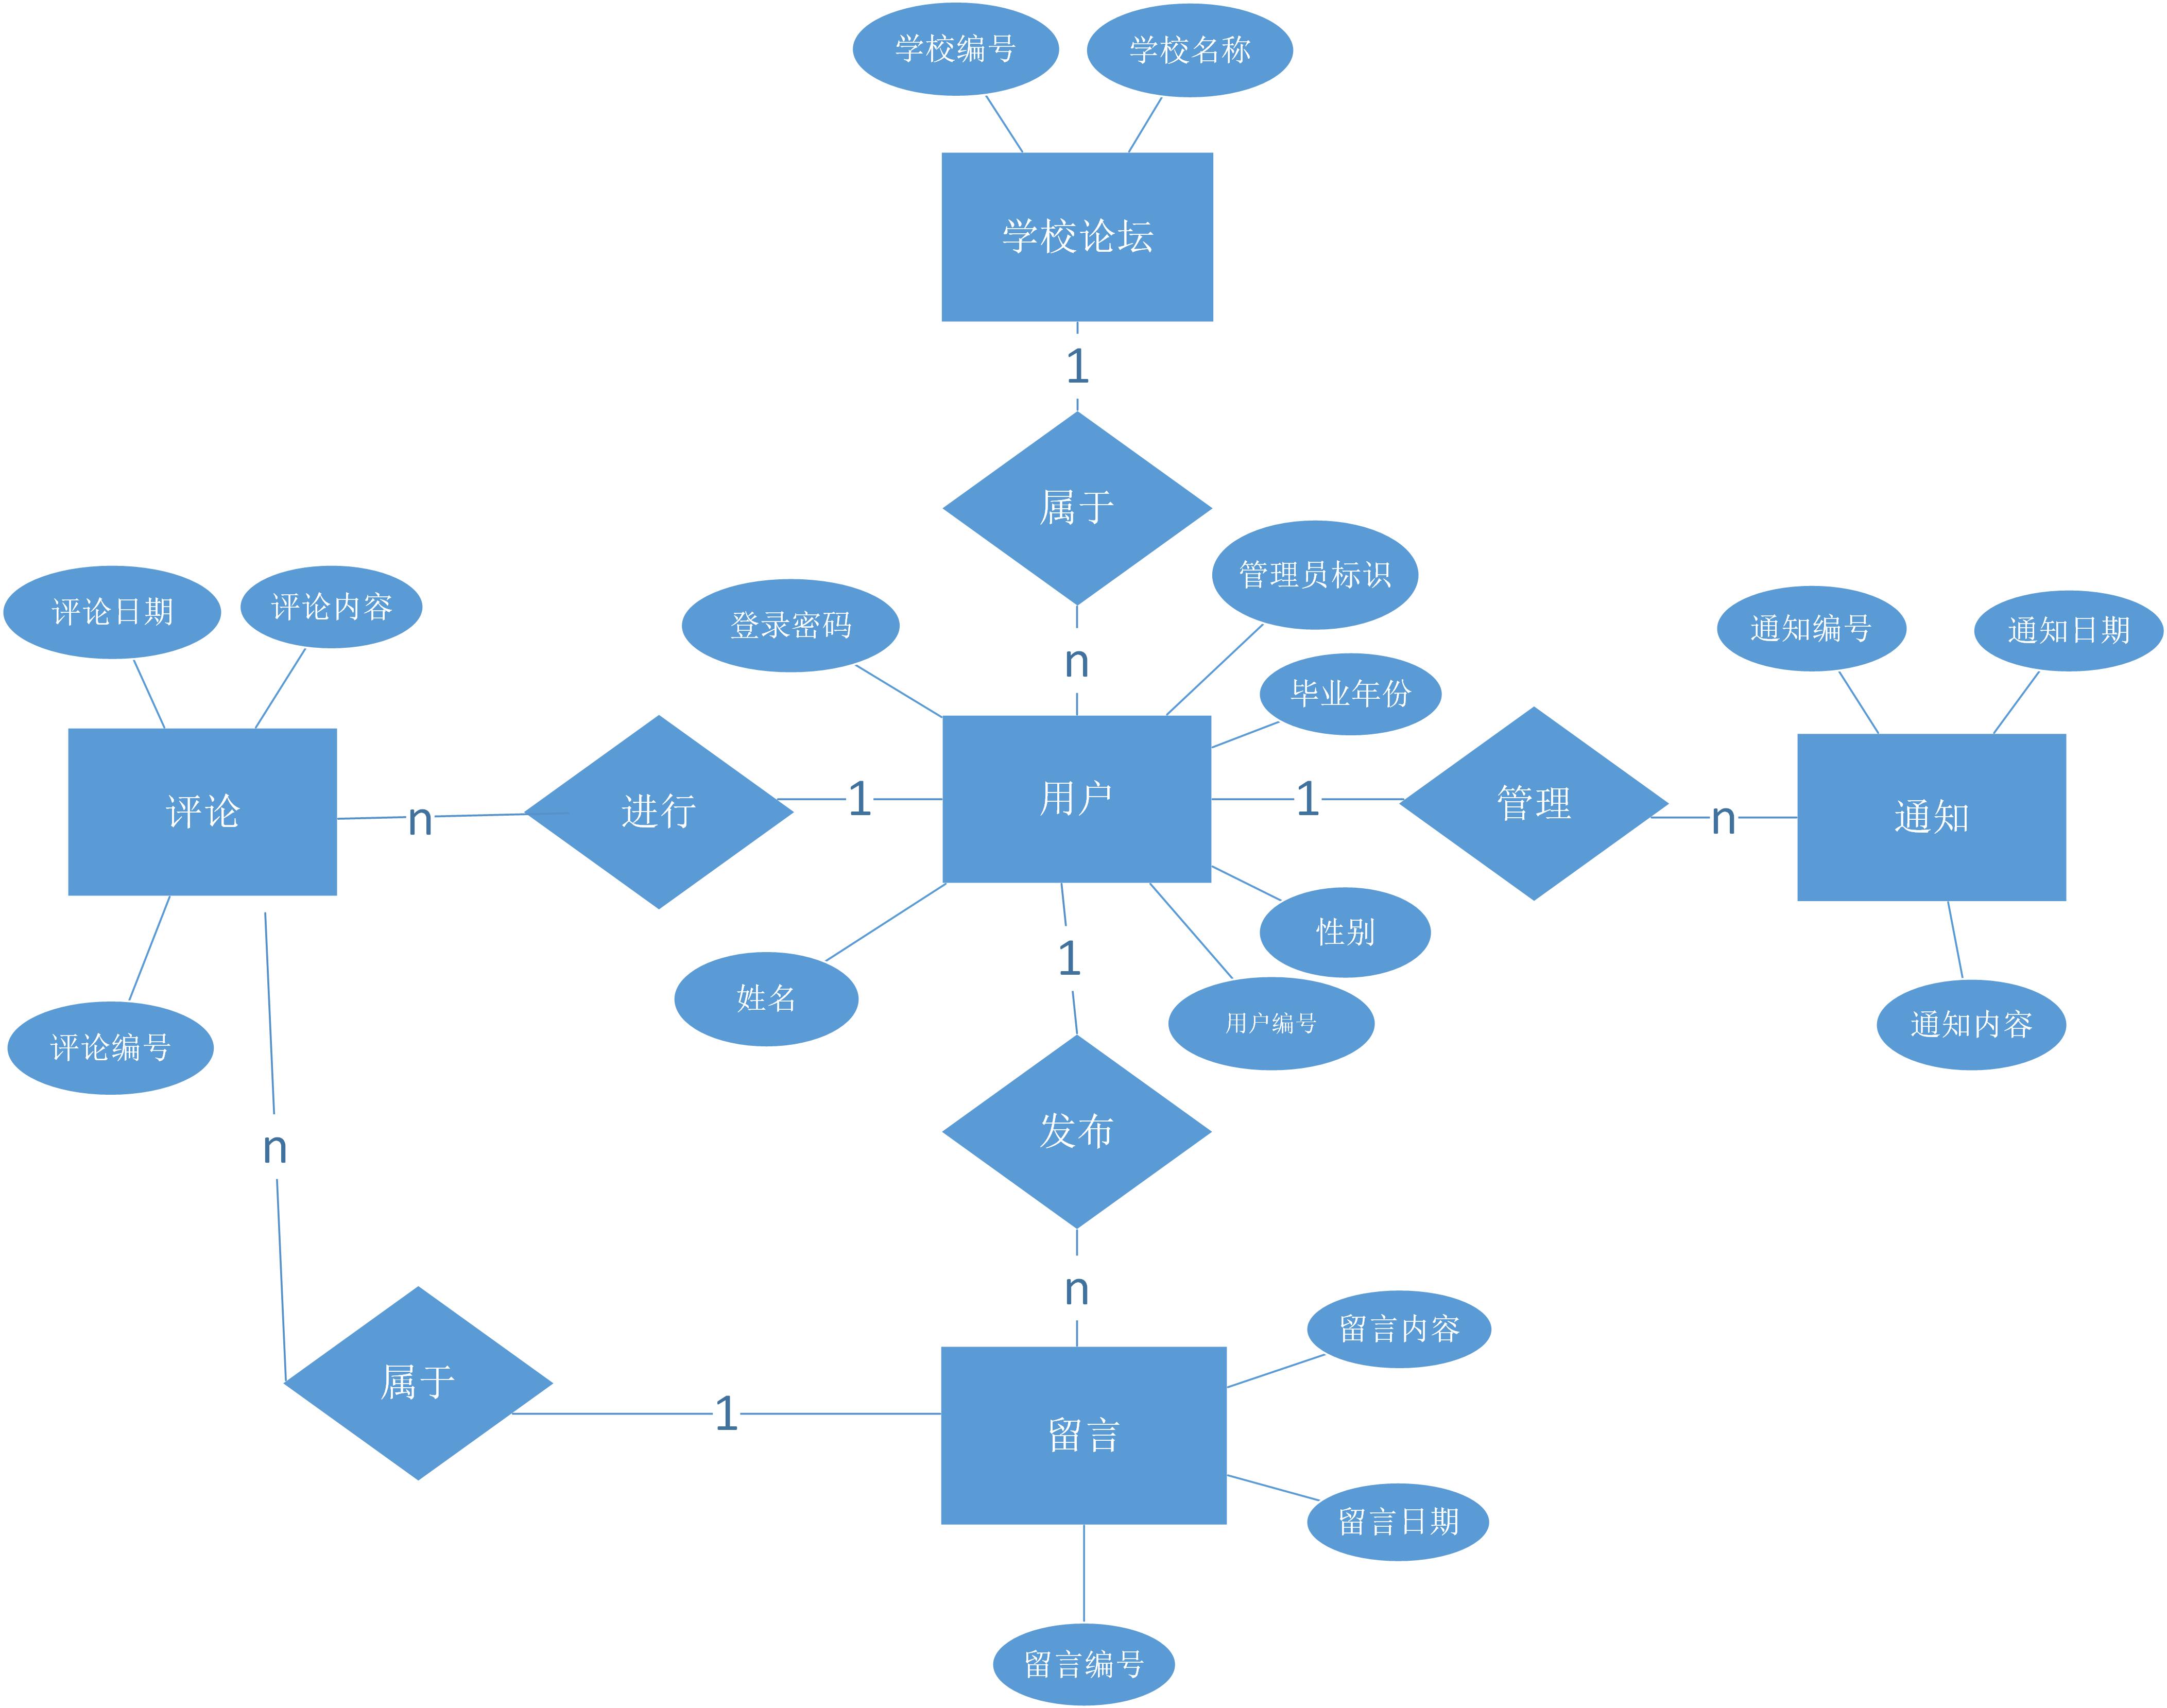 学校编号
学校名称
学校论坛
1
属于
n
管理员标识
登录密码
毕业年份
评论日期
评论内容
通知编号
通知日期
评论
n
进行
1
用户
1
管理
n
通知
性别
姓名
用户编号
1
评论编号
通知内容
发布
n
n
属于
1
留言
留言内容
留言日期
留言编号